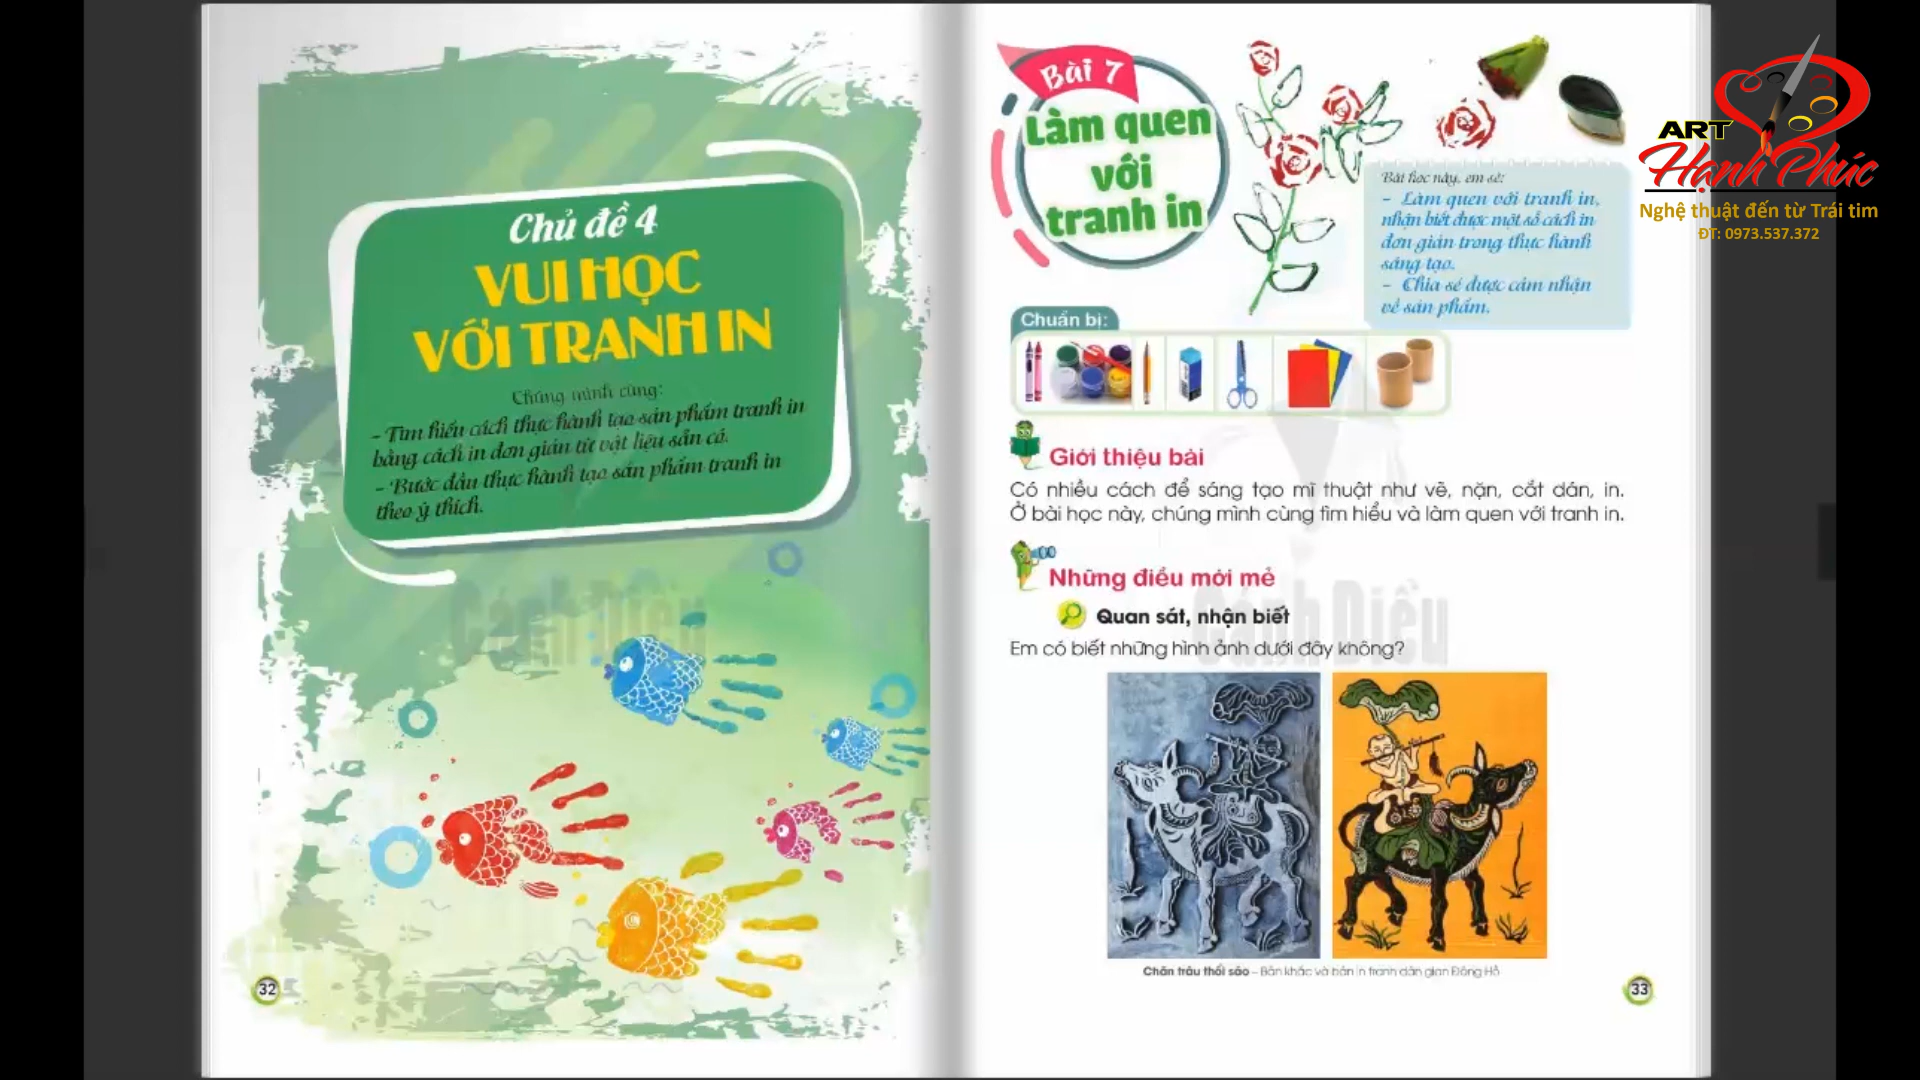 Chủ đề 4
VUI HỌC
VỚI TRANH IN
Chúng mình cùng:
– Tìm hiểu cách thực hành tạo sản phẩm tranh in
bằng cách in đơn giản từ vật liệu sẵn có.
– Bước đầu thực hành tạo sản phẩm tranh in
theo ý thích.
Cánh Diều
32
Bài 7
Làm quen
với
tranh in
Bài học này, em sẽ:
– Làm quen với tranh in,
nhận biết được một số cách in
đơn giản trong thực hành
sáng tạo.
– Chia sẻ được cảm nhận
về sản phẩm.
Chuẩn bị:
Giới thiệu bài
Có nhiều cách để sáng tạo mĩ thuật như vẽ, nặn, cắt dán, in.
Ở bài học này, chúng mình cùng tìm hiểu và làm quen với tranh in.
Những điều mới mẻ
Quan sát, nhận biết
Em có biết những hình ảnh dưới đây không?
Cánh Diều
Chăn trâu thổi sáo – Bản khắc và bản in tranh dân gian Đông Hồ
33
ART
Hạnh Phúc
Nghệ thuật đến từ Trái tim
ĐT: 0973.537.372